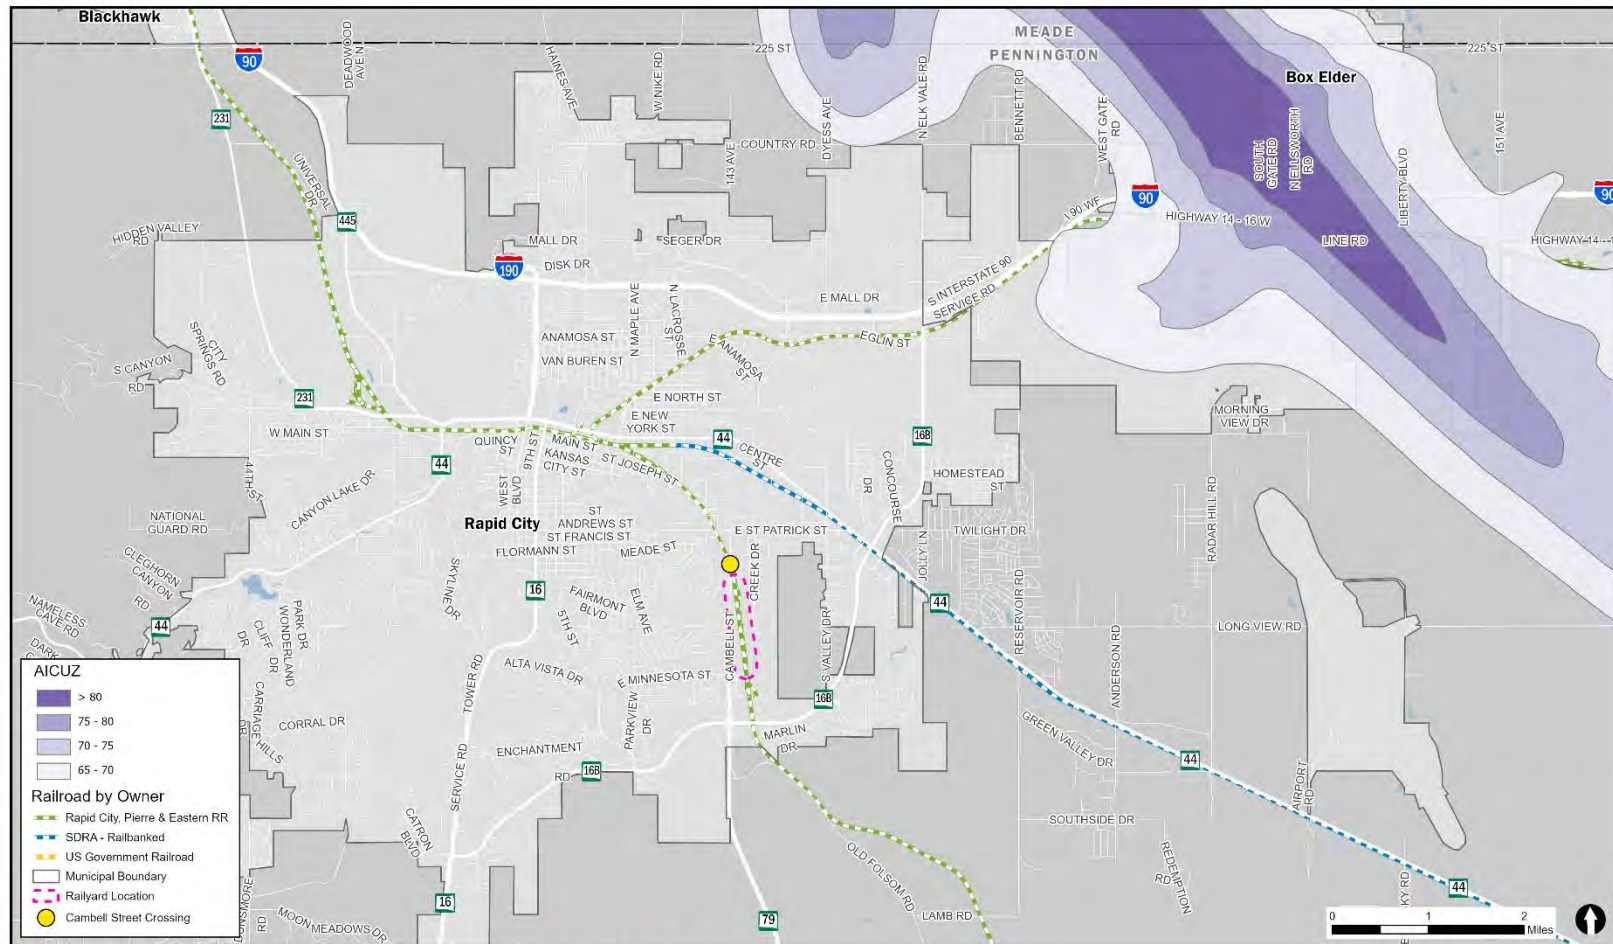 Blackhawk
90
DEADWOOD
AVE N
HAINES AVE
W NIKE RD
225 ST
MEADE
PENNINGTON
BENNETT RD
Box Elder
225 ST
231
COUNTRY RD
143 AVE
DYESS AVE
N ELK VALE RD
WEST GATE
RD
SOUTH
GATE RD
N ELLSWORTH
RD
LIBERTY BLVD
151 AVE
UNIVERSAL
DR
445
HIDDEN VALLEY
RD
I 90 WF
90
HIGHWAY 14 - 16 W
90
LINE RD
HIGHWAY 14
MALL DR
SEGER DR
190
DISK DR
S INTERSTATE 90
SERVICE RD
E MALL DR
N MAPLE AVE
N LACROSSE
ST
ANAMOSA ST
E ANAMOSA
ST
EGLIN ST
VAN BUREN ST
CITY
SPRINGS RD
S CANYON
RD
231
E NORTH ST
E NEW
YORK ST
MORNING
VIEW DR
W MAIN ST
QUINCY
ST
9TH ST
MAIN ST
KANSAS
CITY ST
ST JOSEPH ST
44
CENTRE
ST
16B
CONCOURSE
DR
HOMESTEAD
ST
44
44TH ST
CANYON LAKE DR
WEST
BLVD
RADAR HILL RD
NATIONAL
GUARD RD
Rapid City
ST
ANDREWS ST
ST FRANCIS ST
FLORMANN ST
MEADE ST
E ST PATRICK ST
TWILIGHT DR
JOLLY LN
CLEGHORN
CANYON
RD
SKYLINE
DR
16
FAIRMONT
BLVD
5TH ST
ELM AVE
CREEK DR
CAMBELL ST
S VALLEY DR
44
RESERVOIR RD
ANDERSON RD
LONG VIEW RD
NAMELESS
CAVE RD
DARK
44
CLIFF
DR
WONDERLAND
DR
PARK DR
ALTA VISTA DR
E MINNESOTA ST
TOWER RD
16B
CARRIAGE
HILLS
DR
CORRAL DR
PARKVIEW
DR
MARLIN
DR
GREEN VALLEY DR
44
ENCHANTMENT
RD
16B
SERVICE RD
AIRPORT
RD
CATRON
BLVD
SOUTHSIDE DR
OLD FOLSOM RD
REDEMPTION
RD
LAMB RD
44
16
79
RD
MOON
MEADOWS DR
AICUZ
> 80
75 - 80
70 - 75
65 - 70
Railroad by Owner
Rapid City, Pierre & Eastern RR
SDRA - Railbanked
US Government Railroad
Municipal Boundary
Railyard Location
Cambell Street Crossing
0 1 2
Miles